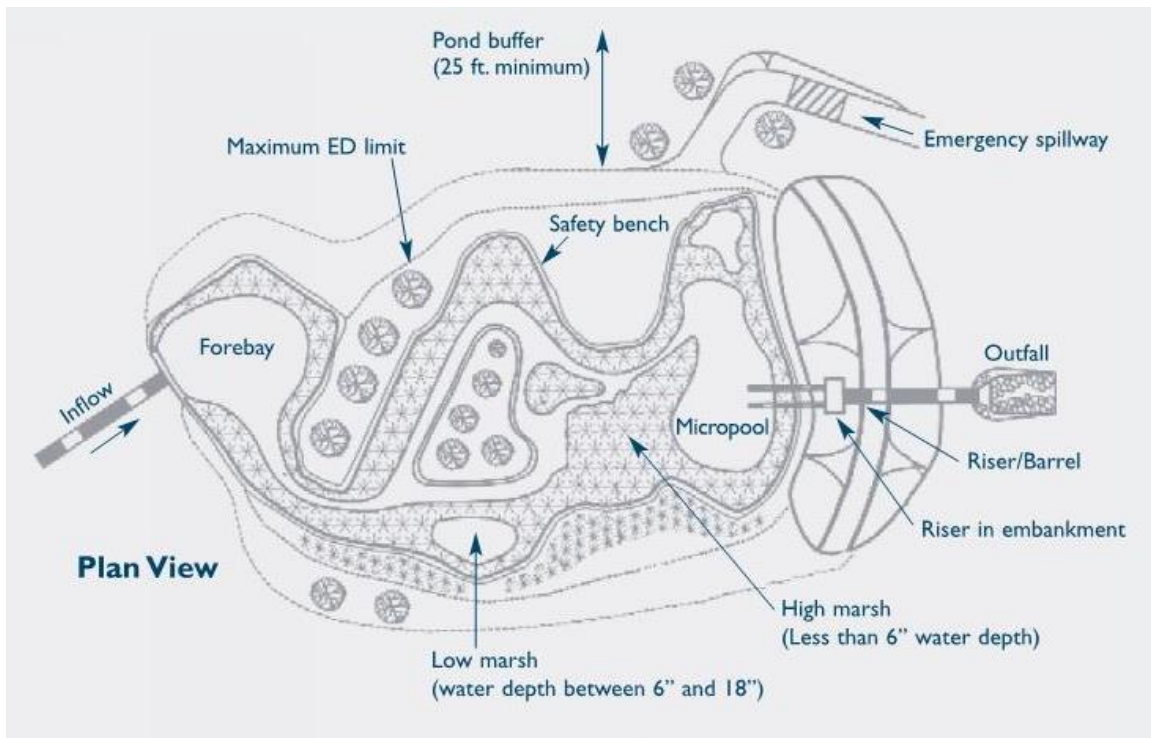 Pond buffer
(25 ft. minimum)
Maximum ED limit
Emergency spillway
Safety bench
Forebay
Outfall
Inflow
Micropool
Riser/Barrel
Riser in embankment
Plan View
High marsh
(Less than 6” water depth)
Low marsh
(water depth between 6” and 18”)